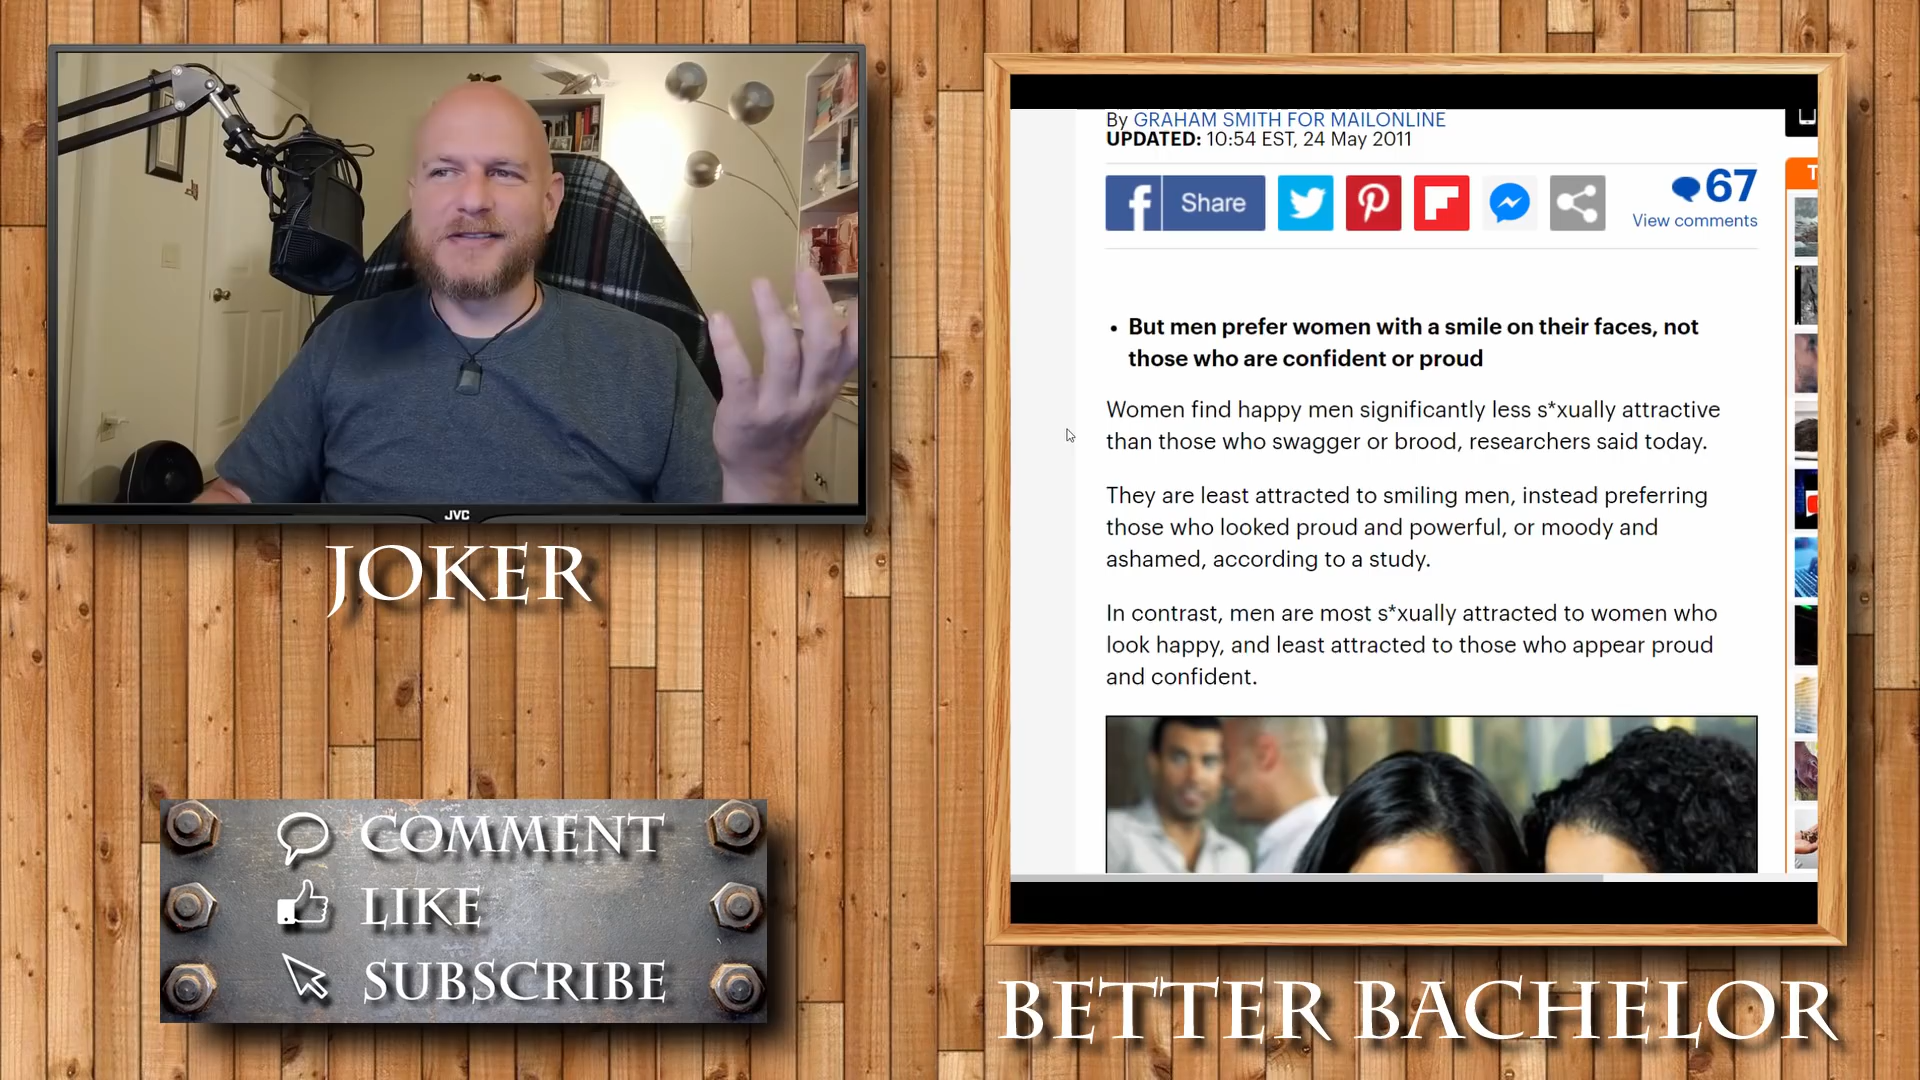 JVC
JOKER
COMMENT
LIKE
SUBSCRIBE
By GRAHAM SMITH FOR MAILONLINE
UPDATED: 10:54 EST, 24 May 2011
f Share
67
View comments
• But men prefer women with a smile on their faces, not
those who are confident or proud
Women find happy men significantly less s*xually attractive
than those who swagger or brood, researchers said today.
They are least attracted to smiling men, instead preferring
those who looked proud and powerful, or moody and
ashamed, according to a study.
In contrast, men are most s*xually attracted to women who
look happy, and least attracted to those who appear proud
and confident.
T
BETTER BACHELOR